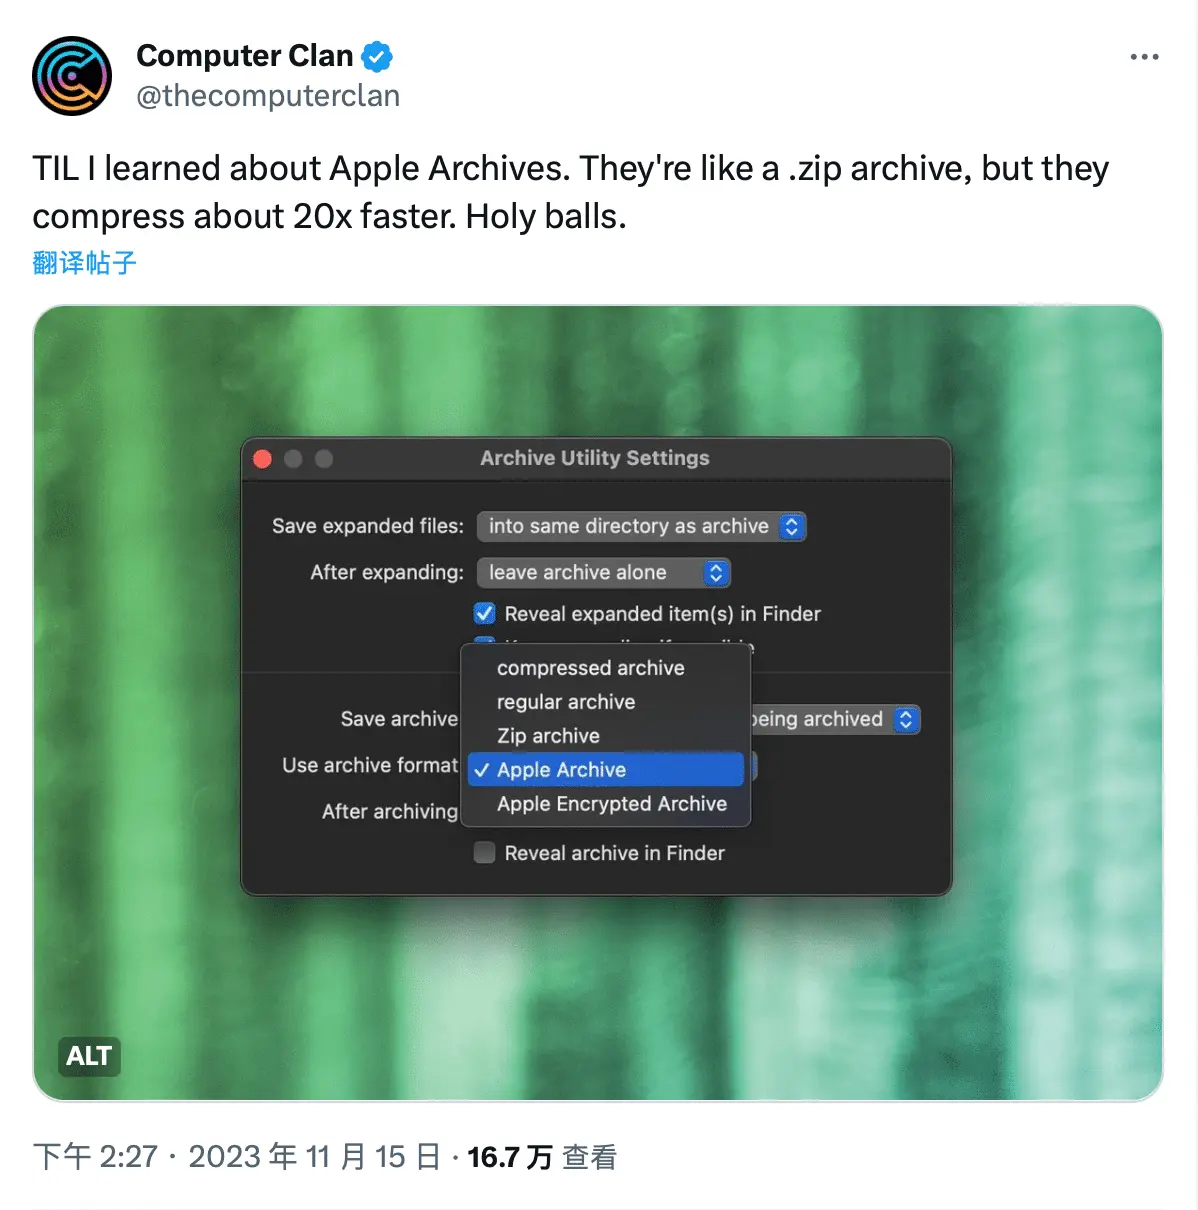 Computer Clan
@thecomputerclan
TIL I learned about Apple Archives. They're like a .zip archive, but they
compress about 20x faster. Holy balls.
翻译帖子
Archive Utility Settings
Save expanded files: into same directory as archive
After expanding: leave archive alone
Reveal expanded item(s) in Finder
compressed archive
regular archive
Save archive being archived
Zip archive
Use archive format Apple Archive
Apple Encrypted Archive
After archiving
Reveal archive in Finder
ALT
下午 2:27 · 2023 年 11 月 15 日 · 16.7 万 查看